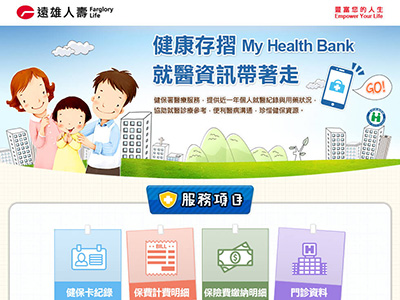 遠雄人壽 Farglory Life
豐富您的人生
Empower Your Life
健康存摺 My Health Bank
就醫資訊帶著走
GO!
健保署醫療服務，提供近一年個人就醫紀錄與用藥狀況，
協助就醫診療參考，便利醫病溝通，珍惜健保資源。
服務項目
BILL
健保卡紀錄
保費計費明細
保險費繳納明細
門診資料